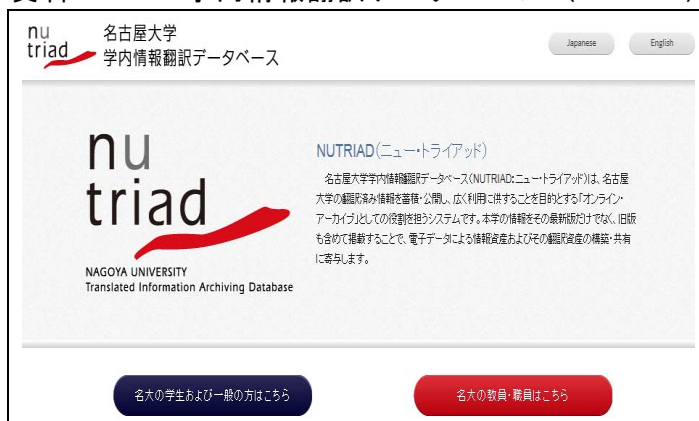 nu
triad
名古屋大学
学内情報翻訳データベース
Japanese
English
nu
triad
NAGOYA UNIVERSITY
Translated Information Archiving Database
NUTRIAD(ニュー・トライアッド)
名古屋大学学内情報翻訳データベース(NUTRIAD:ニュー・トライアッド)は、名古屋
大学の翻訳済み情報を蓄積・公開し、広く利用に供することを目的とする「オンライン・
アーカイブ」としての役割を担うシステムです。本学の情報をその最新版だけでなく、旧版
も含めて掲載することで、電子データによる情報資産およびその翻訳資産の構築・共有
に寄与します。
名大の学生および一般の方はこちら
名大の教員・職員はこちら